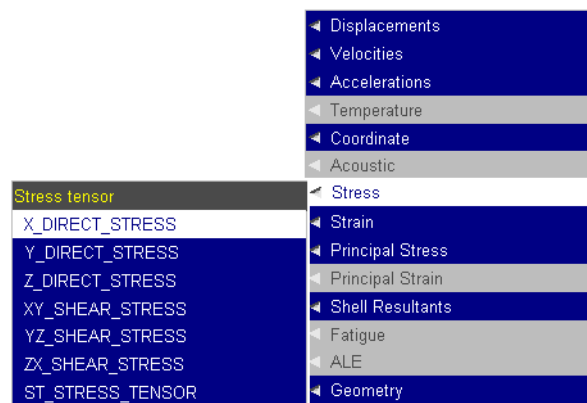 Displacements
Velocities
Accelerations
Temperature
Coordinate
Acoustic
Stress
Strain
Principal Stress
Principal Strain
Shell Resultants
Fatigue
ALE
Geometry
Stress tensor
X_DIRECT_STRESS
Y_DIRECT_STRESS
Z_DIRECT_STRESS
XY_SHEAR_STRESS
YZ_SHEAR_STRESS
ZX_SHEAR_STRESS
ST_STRESS_TENSOR